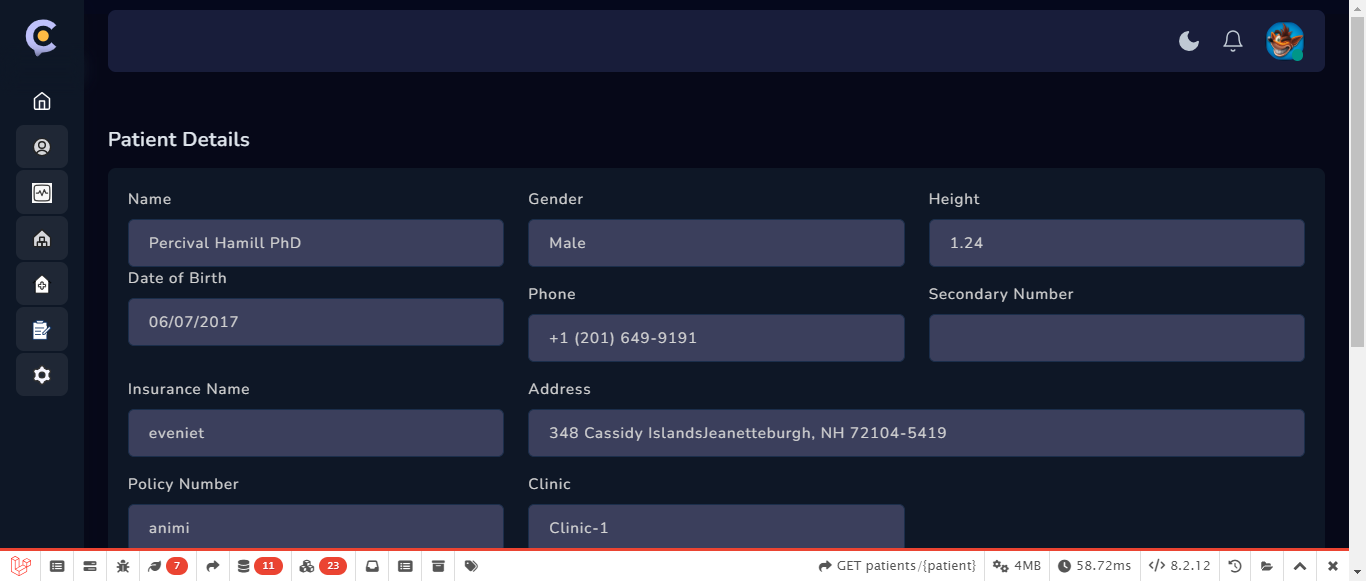 Patient Details
Name
Gender
Height
Percival Hamill PhD
Male
1.24
Date of Birth
Phone
Secondary Number
06/07/2017
+1 (201) 649-9191
Insurance Name
Address
eveniet
348 Cassidy IslandsJeanetteburgh, NH 72104-5419
Policy Number
Clinic
animi
Clinic-1
7
11
23
GET patients/{patient}
4MB
58.72ms
8.2.12